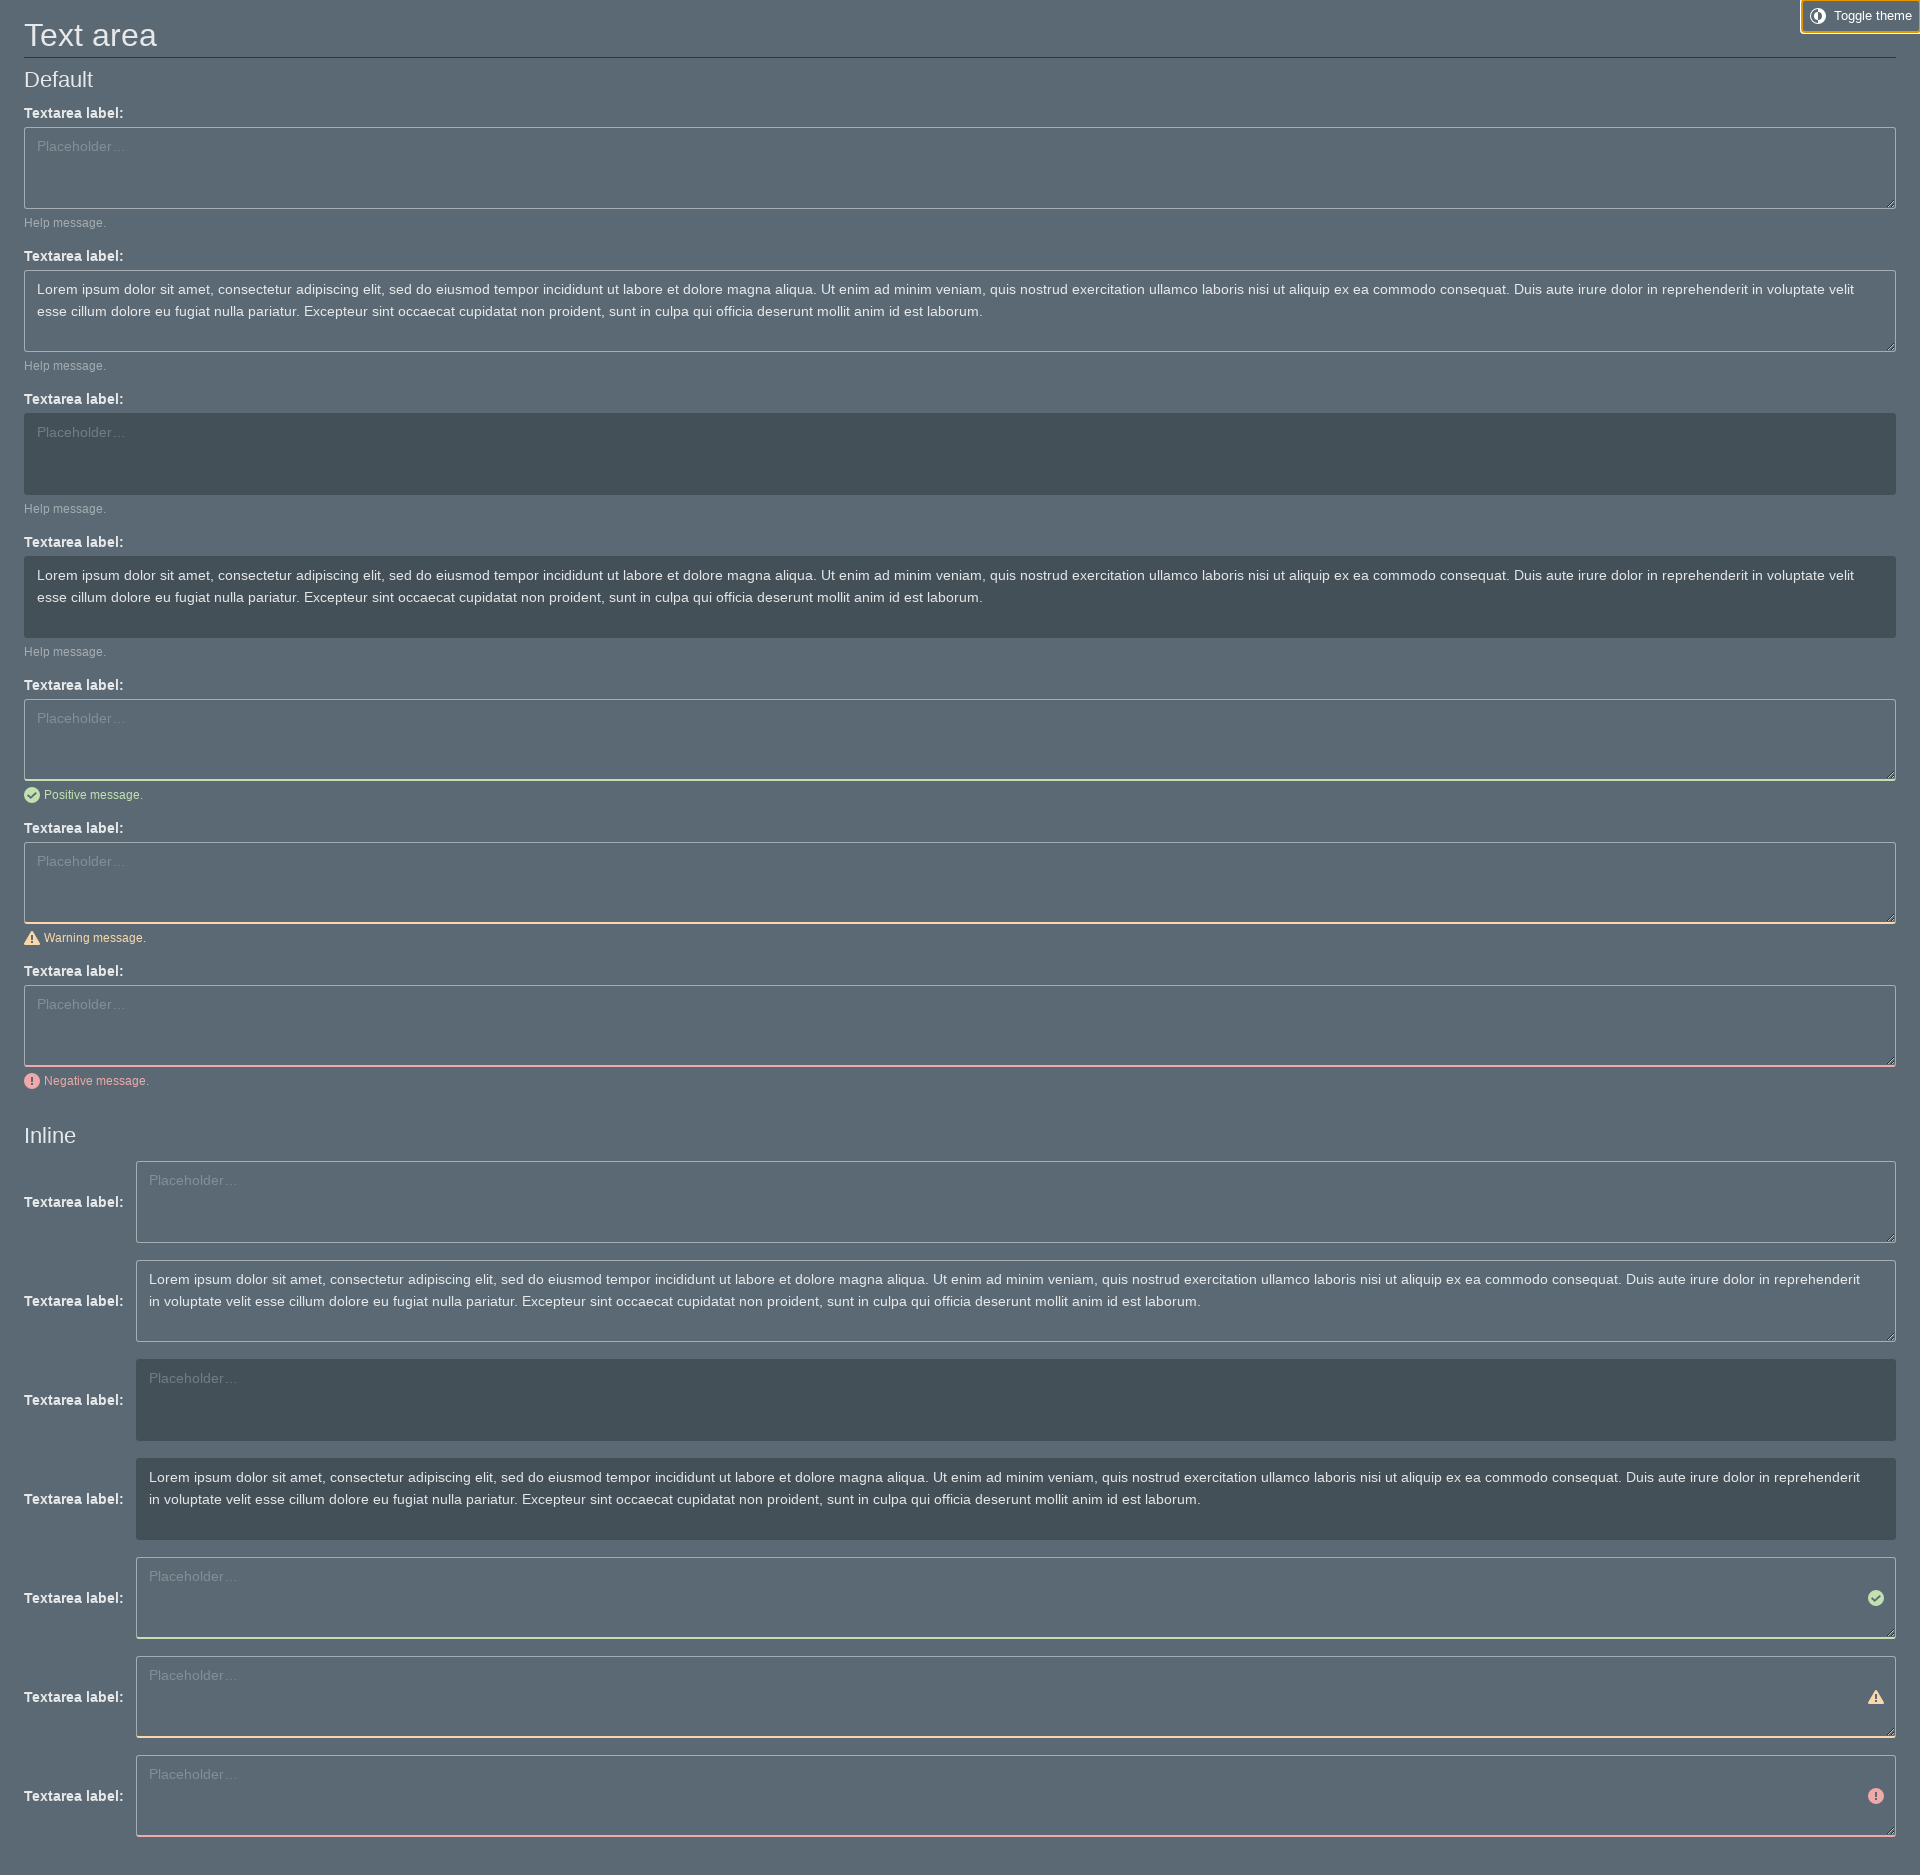 Toggle theme
Text area
Default
Textarea label:
Placeholder...
Help message.
Textarea label:
Lorem ipsum dolor sit amet, consectetur adipiscing elit, sed do eiusmod tempor incididunt ut labore et dolore magna aliqua. Ut enim ad minim veniam, quis nostrud exercitation ullamco laboris nisi ut aliquip ex ea commodo consequat. Duis aute irure dolor in reprehenderit in voluptate velit
esse cillum dolore eu fugiat nulla pariatur. Excepteur sint occaecat cupidatat non proident, sunt in culpa qui officia deserunt mollit anim id est laborum.
Help message.
Textarea label:
Placeholder...
Help message.
Textarea label:
Lorem ipsum dolor sit amet, consectetur adipiscing elit, sed do eiusmod tempor incididunt ut labore et dolore magna aliqua. Ut enim ad minim veniam, quis nostrud exercitation ullamco laboris nisi ut aliquip ex ea commodo consequat. Duis aute irure dolor in reprehenderit in voluptate velit
esse cillum dolore eu fugiat nulla pariatur. Excepteur sint occaecat cupidatat non proident, sunt in culpa qui officia deserunt mollit anim id est laborum.
Help message.
Textarea label:
Placeholder...
Positive message.
Textarea label:
Placeholder...
Warning message.
Textarea label:
Placeholder...
Negative message.
Inline
Textarea label:
Placeholder...
Textarea label:
Lorem ipsum dolor sit amet, consectetur adipiscing elit, sed do eiusmod tempor incididunt ut labore et dolore magna aliqua. Ut enim ad minim veniam, quis nostrud exercitation ullamco laboris nisi ut aliquip ex ea commodo consequat. Duis aute irure dolor in reprehenderit
in voluptate velit esse cillum dolore eu fugiat nulla pariatur. Excepteur sint occaecat cupidatat non proident, sunt in culpa qui officia deserunt mollit anim id est laborum.
Textarea label:
Placeholder...
Textarea label:
Lorem ipsum dolor sit amet, consectetur adipiscing elit, sed do eiusmod tempor incididunt ut labore et dolore magna aliqua. Ut enim ad minim veniam, quis nostrud exercitation ullamco laboris nisi ut aliquip ex ea commodo consequat. Duis aute irure dolor in reprehenderit
in voluptate velit esse cillum dolore eu fugiat nulla pariatur. Excepteur sint occaecat cupidatat non proident, sunt in culpa qui officia deserunt mollit anim id est laborum.
Textarea label:
Placeholder...
Textarea label:
Placeholder...
Textarea label:
Placeholder...